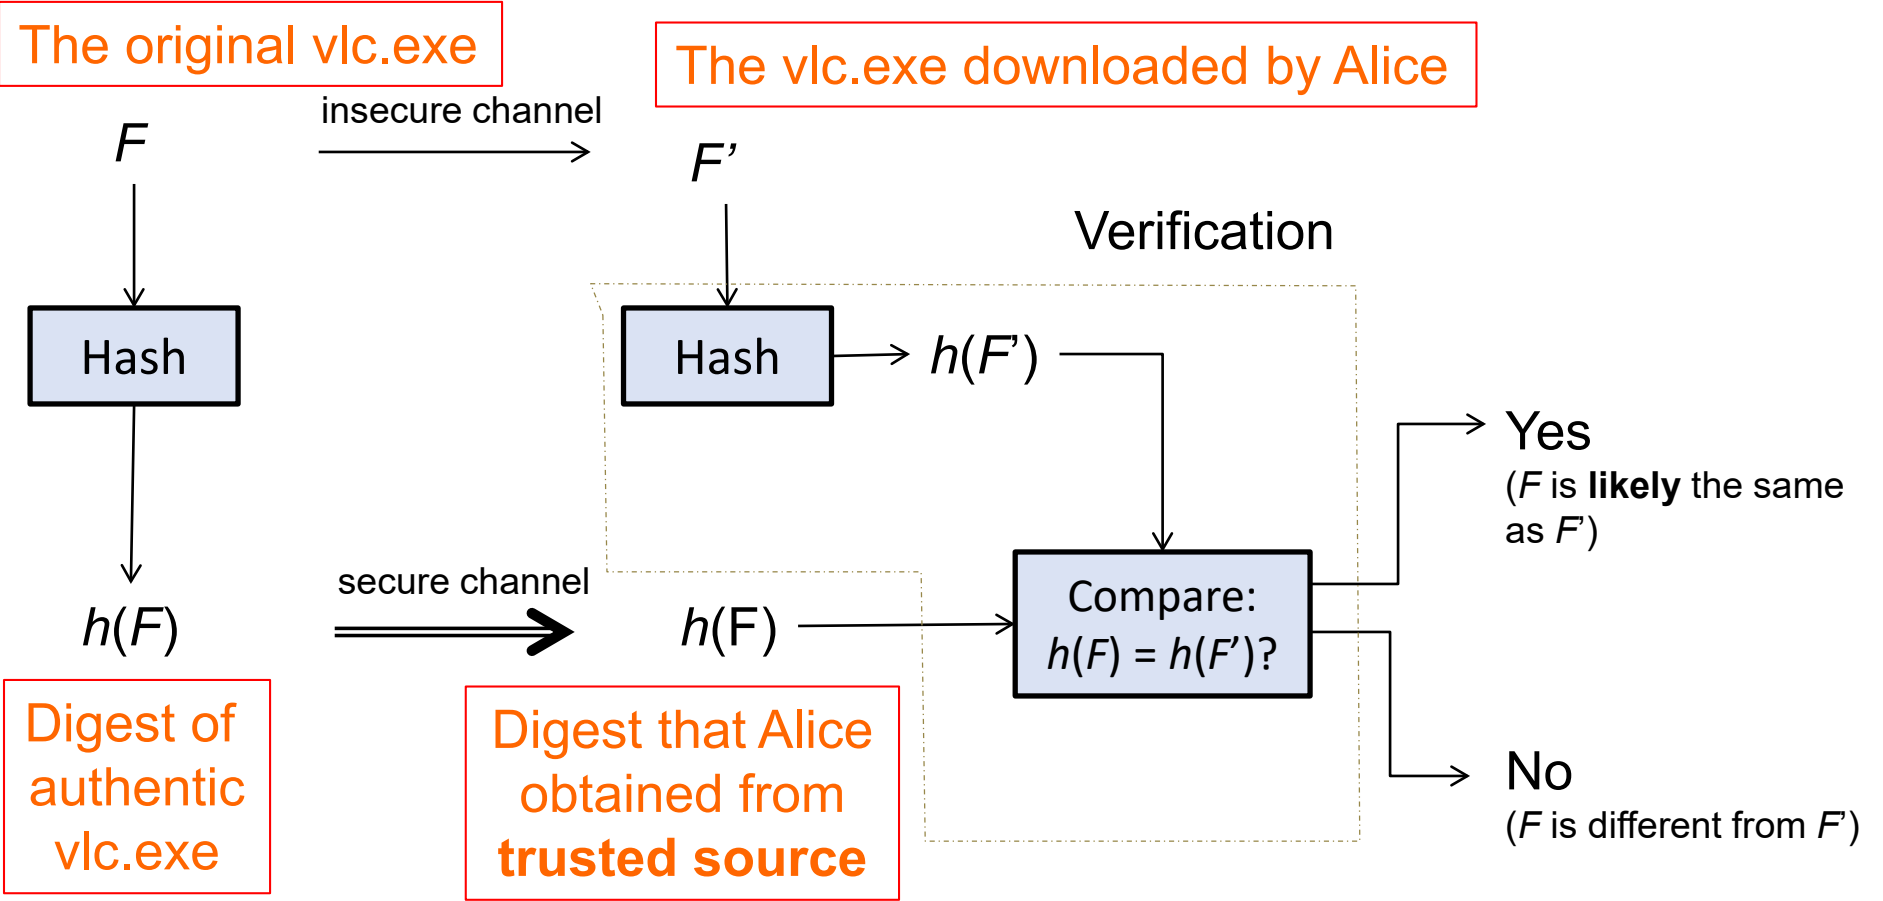 The original vlc.exe
The vlc.exe downloaded by Alice
insecure channel
F
F’
Verification
Hash
Hash
h(F’)
Yes
(F is likely the same
as F’)
secure channel
h(F)
h(F)
Compare:
h(F) = h(F’)?
Digest of
authentic
vlc.exe
Digest that Alice
obtained from
trusted source
No
(F is different from F’)